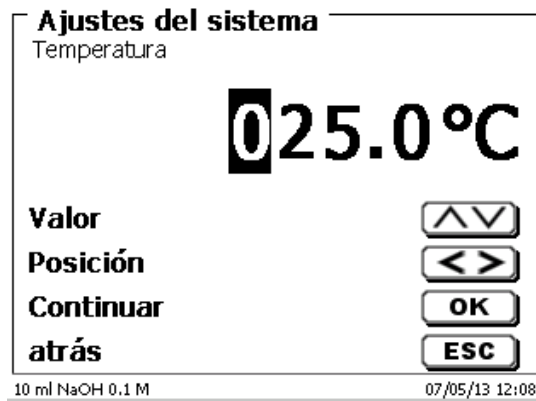 Ajustes del sistema
Temperatura
025.0°C
Valor
Posición
Continuar OK
atrás ESC
10 ml NaOH 0.1 M 07/05/13 12:08